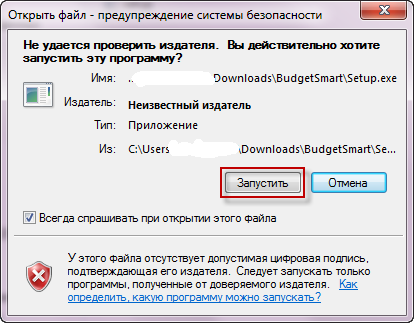 Открыть файл - предупреждение системы безопасности
Не удается проверить издателя. Вы действительно хотите
запустить эту программу?
Имя: ...\Downloads\BudgetSmart\Setup.exe
Издатель: Неизвестный издатель
Тип: Приложение
Из: C:\Users \Downloads\BudgetSmart\Se...
Запустить Отмена
Всегда спрашивать при открытии этого файла
У этого файла отсутствует допустимая цифровая подпись,
подтверждающая его издателя. Следует запускать только
программы, полученные от доверяемого издателя. Как
определить, какую программу можно запускать?